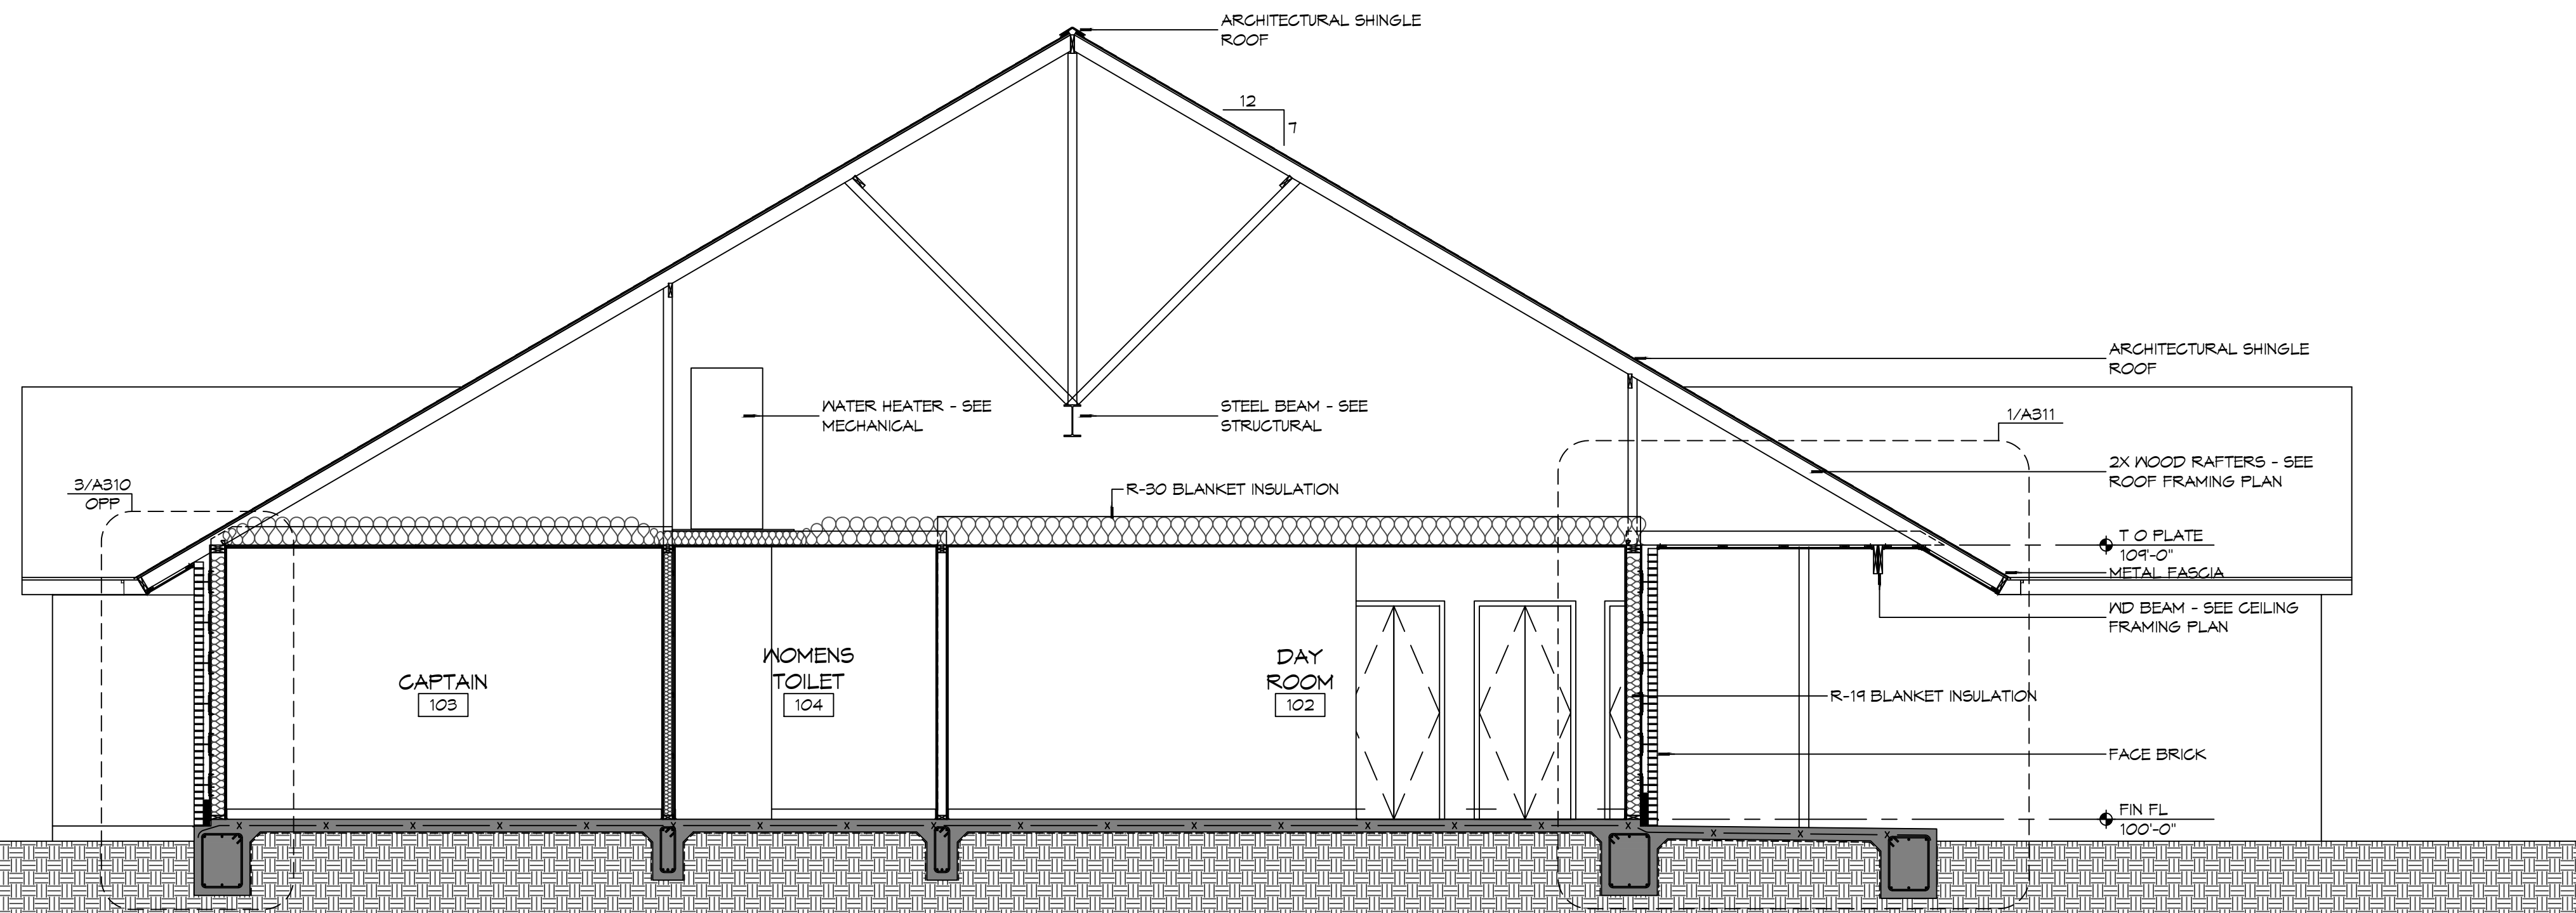 ARCHITECTURAL SHINGLE
ROOF
12
7
ARCHITECTURAL SHINGLE
ROOF
WATER HEATER - SEE
MECHANICAL
STEEL BEAM - SEE
STRUCTURAL
1/A311
2X WOOD RAFTERS - SEE
ROOF FRAMING PLAN
3/A310
OPP
R-30 BLANKET INSULATION
T O PLATE
109'-0"
METAL FASCIA
WD BEAM - SEE CEILING
FRAMING PLAN
CAPTAIN
103
WOMENS
TOILET
104
DAY
ROOM
102
R-19 BLANKET INSULATION
FACE BRICK
FIN FL
100'-0"